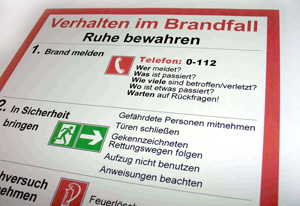 Verhalten im Brandfall
Ruhe bewahren
1. Brand melden
Telefon: 0-112
Wer meldet?
Was ist passiert?
Wie viele sind betroffen/verletzt?
Wo ist etwas passiert?
Warten auf Rückfragen!
2. In Sicherheit
bringen
Gefährdete Personen mitnehmen
Türen schließen
Gekennzeichneten
Rettungswegen folgen
Aufzug nicht benutzen
Anweisungen beachten
chversuch
nehmen
Feuerlösch